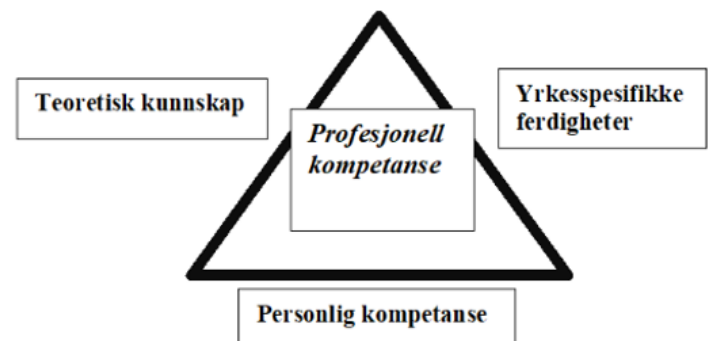 Teoretisk kunnskap
Yrkesspesifikke
ferdigheter
Profesjonell
kompetanse
Personlig kompetanse